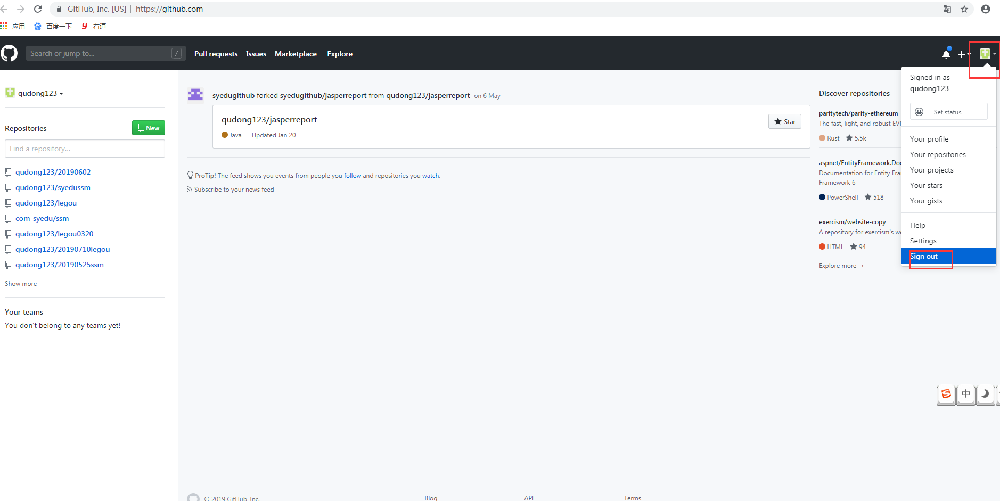 GitHub, Inc. [US] | https://github.com
应用 百度一下 有道
Search or jump to... / Pull requests Issues Marketplace Explore
qudong123
Repositories
New
Find a repository...
qudong123/20190602
qudong123/syedussm
qudong123/legou
com-syedu/ssm
qudong123/legou0320
qudong123/20190710legou
qudong123/20190525ssm
Show more
Your teams
You don't belong to any teams yet!
syedugithub forked syedugithub/jasperreport from qudong123/jasperreport on 6 May
qudong123/jasperreport
Star
Java Updated Jan 20
ProTip! The feed shows you events from people you follow and repositories you watch.
Subscribe to your news feed
Discover repositories
paritytech/parity-ethereum
The fast, light, and robust EVM
Rust 5.5k
aspnet/EntityFramework.Doc
Documentation for Entity Fra
Framework 6
PowerShell 518
exercism/website-copy
A repository for exercism's we
HTML 94
Explore more →
Signed in as
qudong123
Set status
Your profile
Your repositories
Your projects
Your stars
Your gists
Help
Settings
Sign out
中
© 2019 GitHub, Inc. Blog API Terms